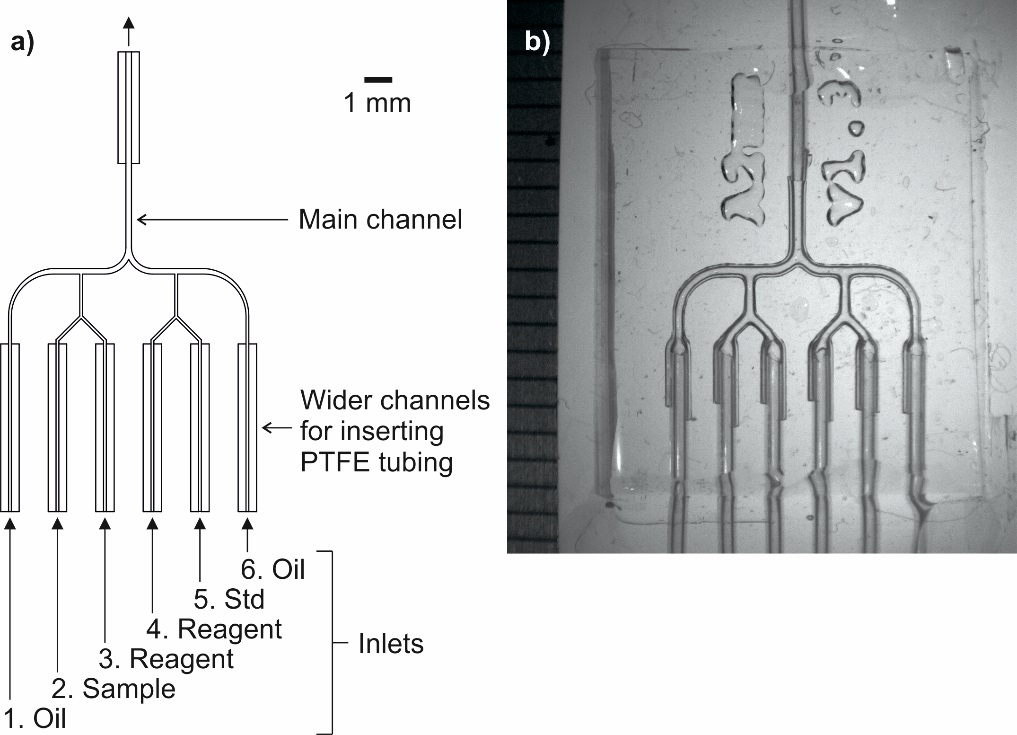 a)
1 mm
Main channel
Wider channels
for inserting
PTFE tubing
6. Oil
5. Std
4. Reagent
3. Reagent
2. Sample
1. Oil
Inlets
b)